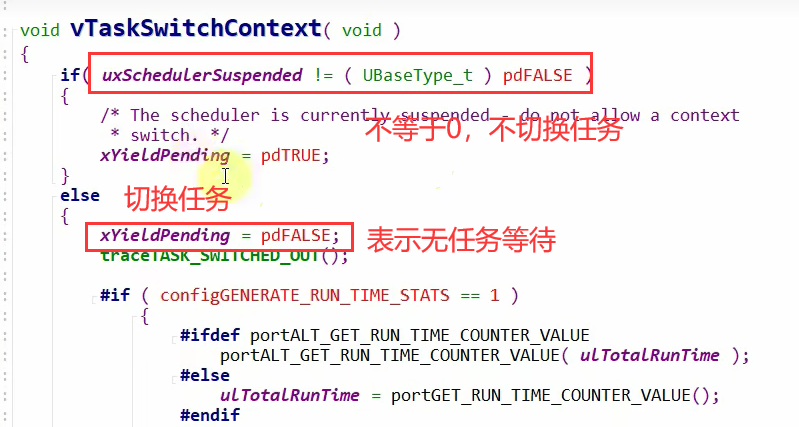 void vTaskSwitchContext( void )
{
if( uxSchedulerSuspended != ( UBaseType_t ) pdFALSE )
{
/* The scheduler is currently suspended - do not allow a context
* switch. */
不等于0，不切换任务
xYieldPending = pdTRUE;
}
else
切换任务
{
xYieldPending = pdFALSE;
表示无任务等待
traceTASK_SWITCHED_OUT();
#if ( configGENERATE_RUN_TIME_STATS == 1 )
{
#ifdef portALT_GET_RUN_TIME_COUNTER_VALUE
portALT_GET_RUN_TIME_COUNTER_VALUE( ulTotalRunTime );
#else
ulTotalRunTime = portGET_RUN_TIME_COUNTER_VALUE();
#endif